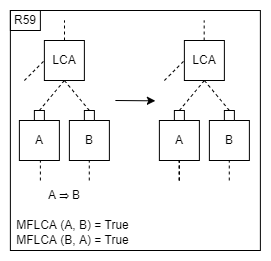 R59
LCA LCA
A B A B
A ⇒ B
MFLCA (A, B) = True
MFLCA (B, A) = True